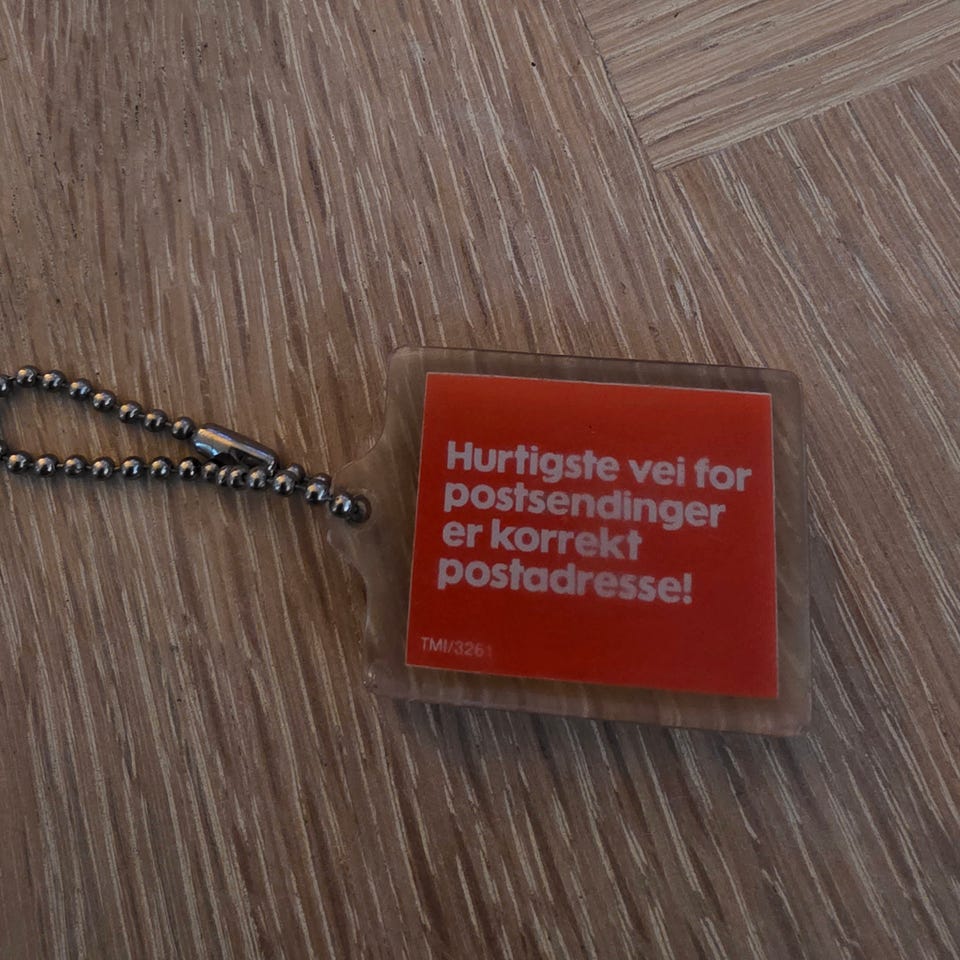 Hurtigste vei for
postsendinger
er korrekt
postadresse!
TMI/3261